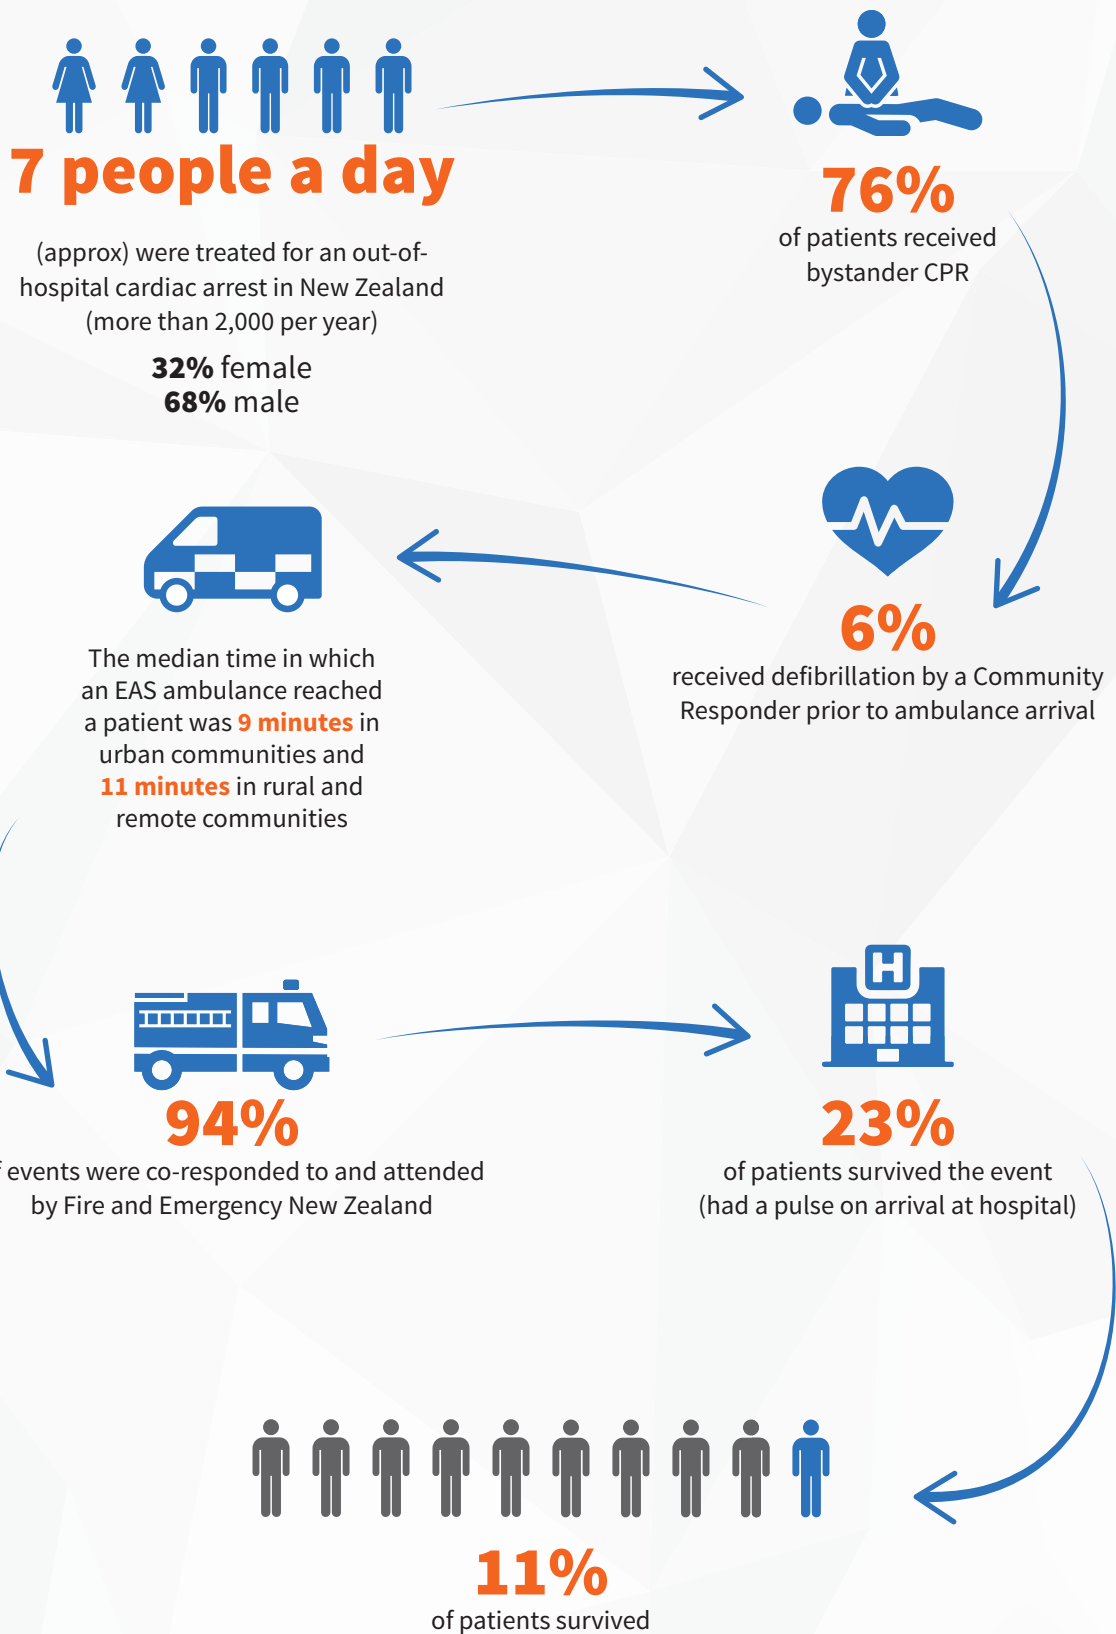 7 people a day
(approx) were treated for an out-of-
hospital cardiac arrest in New Zealand
(more than 2,000 per year)
32% female
68% male
76%
of patients received
bystander CPR
6%
received defibrillation by a Community
Responder prior to ambulance arrival
The median time in which
an EAS ambulance reached
a patient was 9 minutes in
urban communities and
11 minutes in rural and
remote communities
94%
events were co-responded to and attended
by Fire and Emergency New Zealand
H
23%
of patients survived the event
(had a pulse on arrival at hospital)
11%
of patients survived